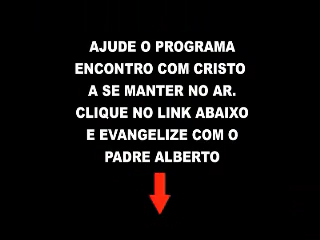 AJUDE O PROGRAMA
ENCONTRO COM CRISTO
A SE MANTER NO AR.
CLIQUE NO LINK ABAIXO
E EVANGELIZE COM O
PADRE ALBERTO